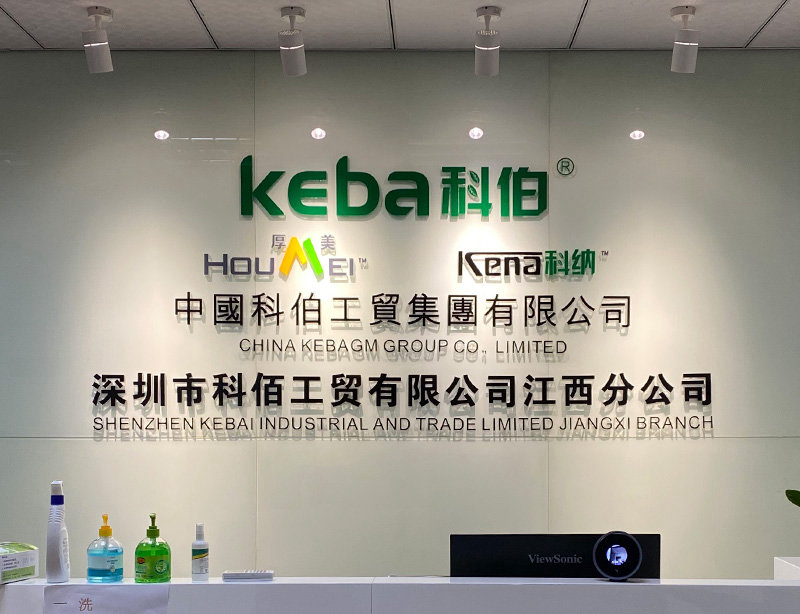 keba科伯®
厚美
HOUMEI™
Kena科纳™
中國科伯工貿集團有限公司
CHINA KEBAGM GROUP CO., LIMITED
深圳市科佰工贸有限公司江西分公司
SHENZHEN KEBAI INDUSTRIAL AND TRADE LIMITED JIANGXI BRANCH
ViewSonic
一 洗